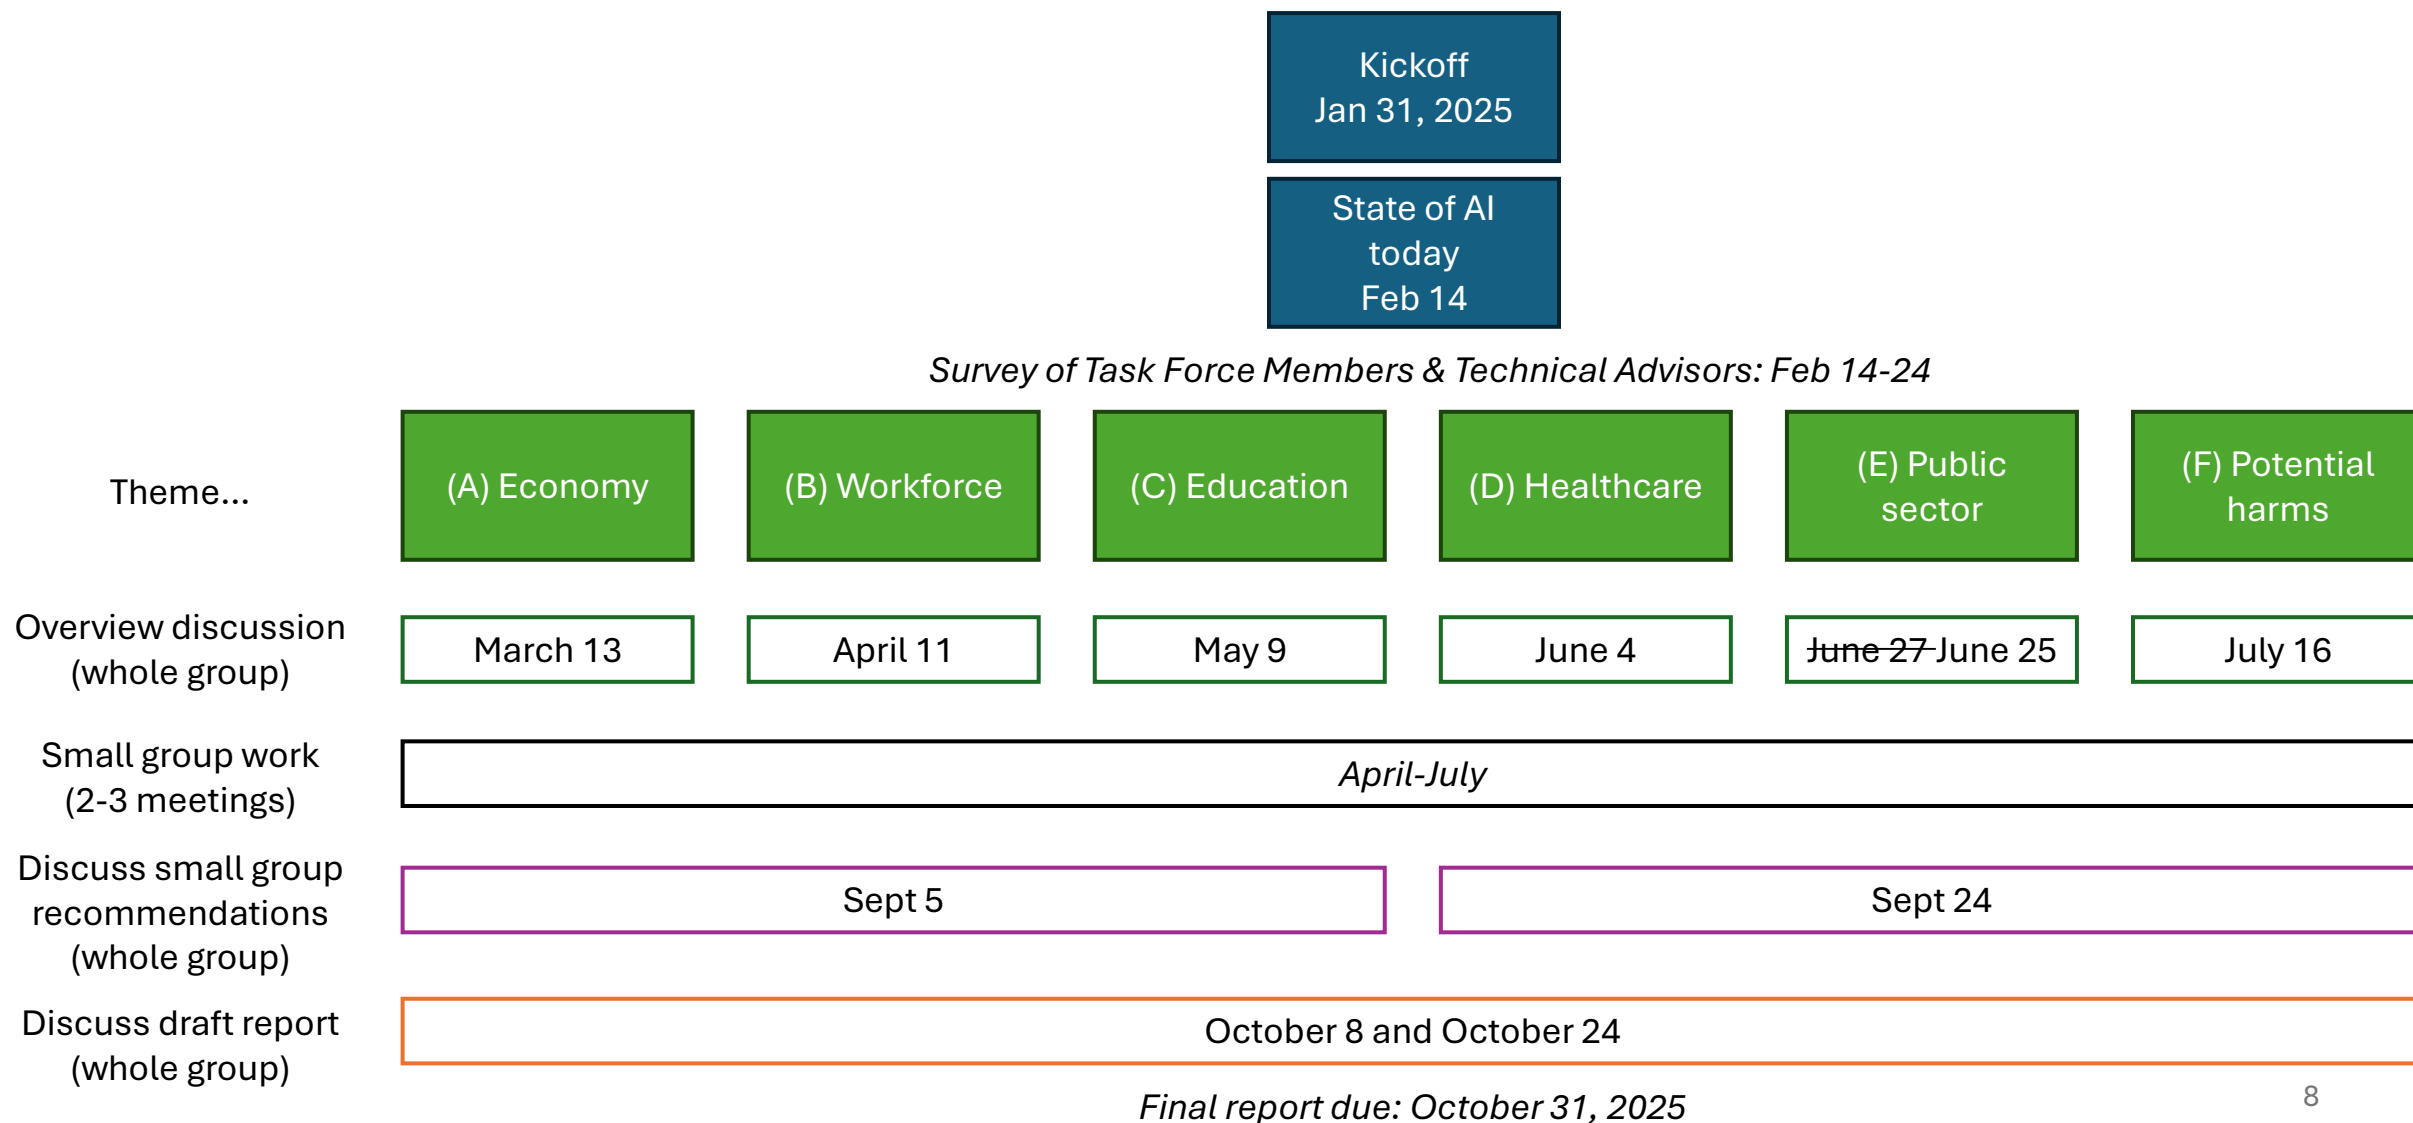 Kickoff
Jan 31, 2025
State of AI
today
Feb 14
Survey of Task Force Members & Technical Advisors: Feb 14-24
Theme...
(A) Economy
(B) Workforce
(C) Education
(D) Healthcare
(E) Public
sector
(F) Potential
harms
Overview discussion
(whole group)
March 13
April 11
May 9
June 4
June 27 June 25
July 16
Small group work
(2-3 meetings)
April-July
Discuss small group
recommendations
(whole group)
Sept 5
Sept 24
Discuss draft report
(whole group)
October 8 and October 24
Final report due: October 31, 2025
8